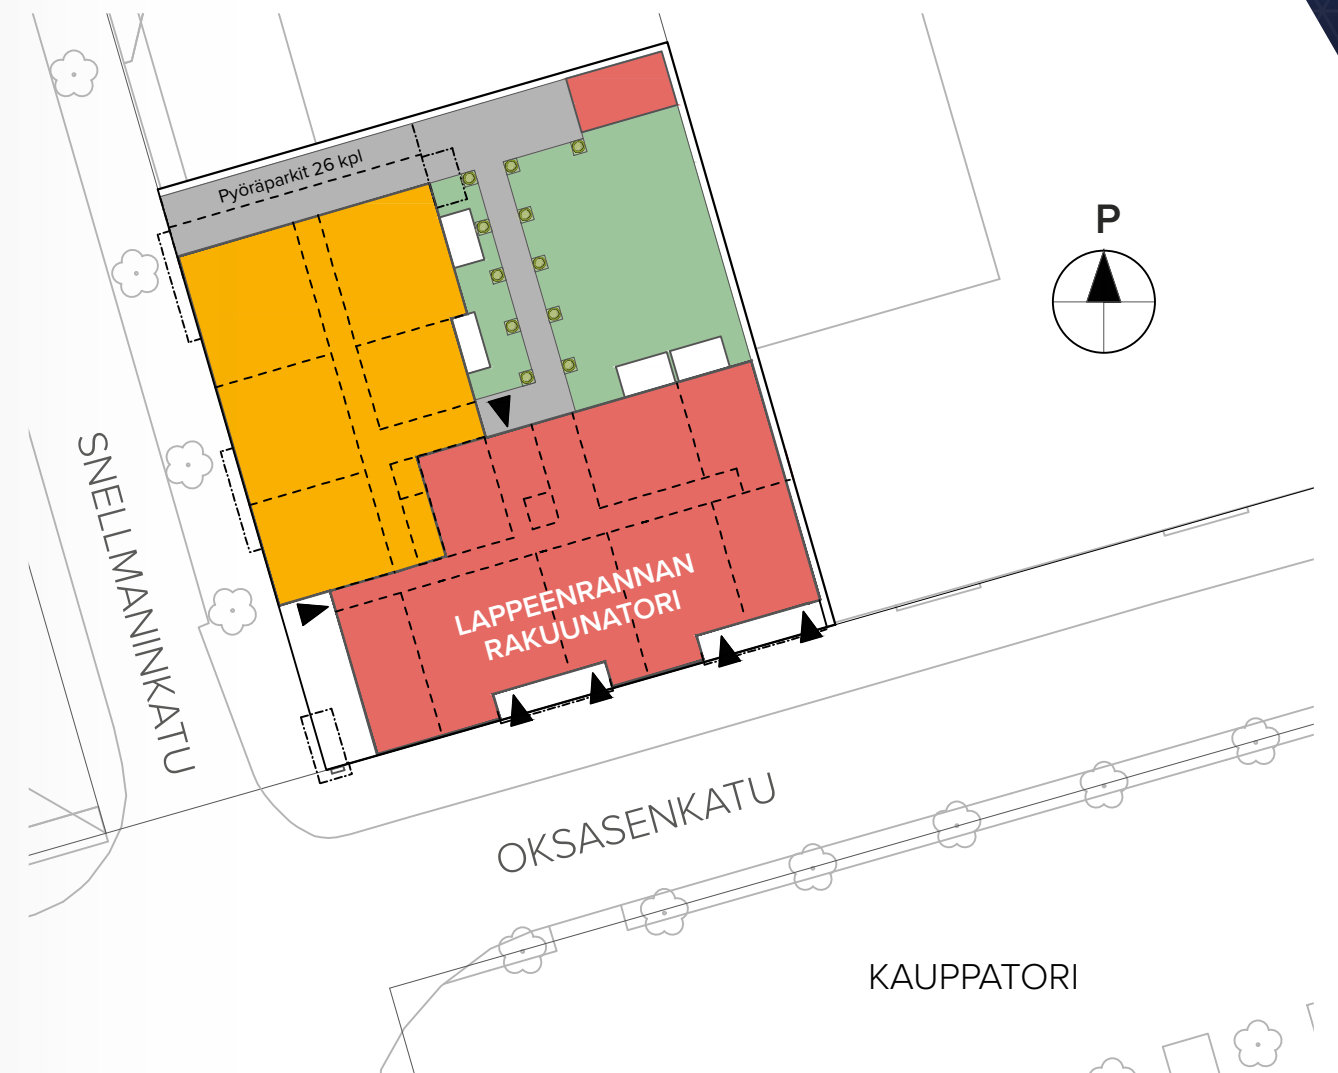 Pyöräparkit 26 kpl
P
SNELLMANINKATU
LAPPEENRANNAN
RAKUUNATORI
OKSASENKATU
KAUPPATORI